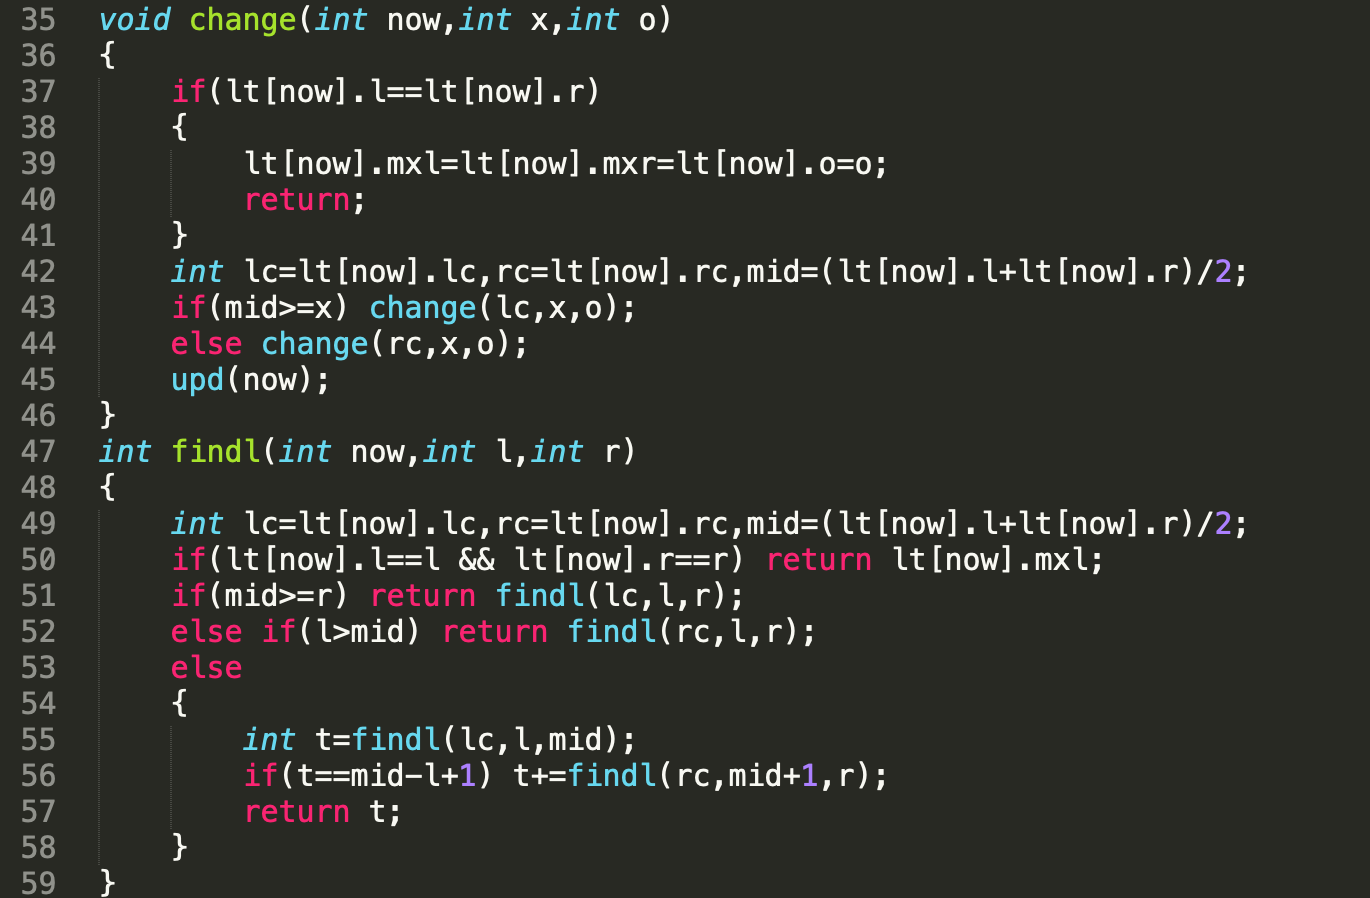 35 void change(int now,int x,int o)
36 {
37     if(lt[now].l==lt[now].r)
38     {
39         lt[now].mxl=lt[now].mxr=lt[now].o=o;
40         return;
41     }
42     int lc=lt[now].lc,rc=lt[now].rc,mid=(lt[now].l+lt[now].r)/2;
43     if(mid>=x) change(lc,x,o);
44     else change(rc,x,o);
45     upd(now);
46 }
47 int findl(int now,int l,int r)
48 {
49     int lc=lt[now].lc,rc=lt[now].rc,mid=(lt[now].l+lt[now].r)/2;
50     if(lt[now].l==l && lt[now].r==r) return lt[now].mxl;
51     if(mid>=r) return findl(lc,l,r);
52     else if(l>mid) return findl(rc,l,r);
53     else
54     {
55         int t=findl(lc,l,mid);
56         if(t==mid-l+1) t+=findl(rc,mid+1,r);
57         return t;
58     }
59 }